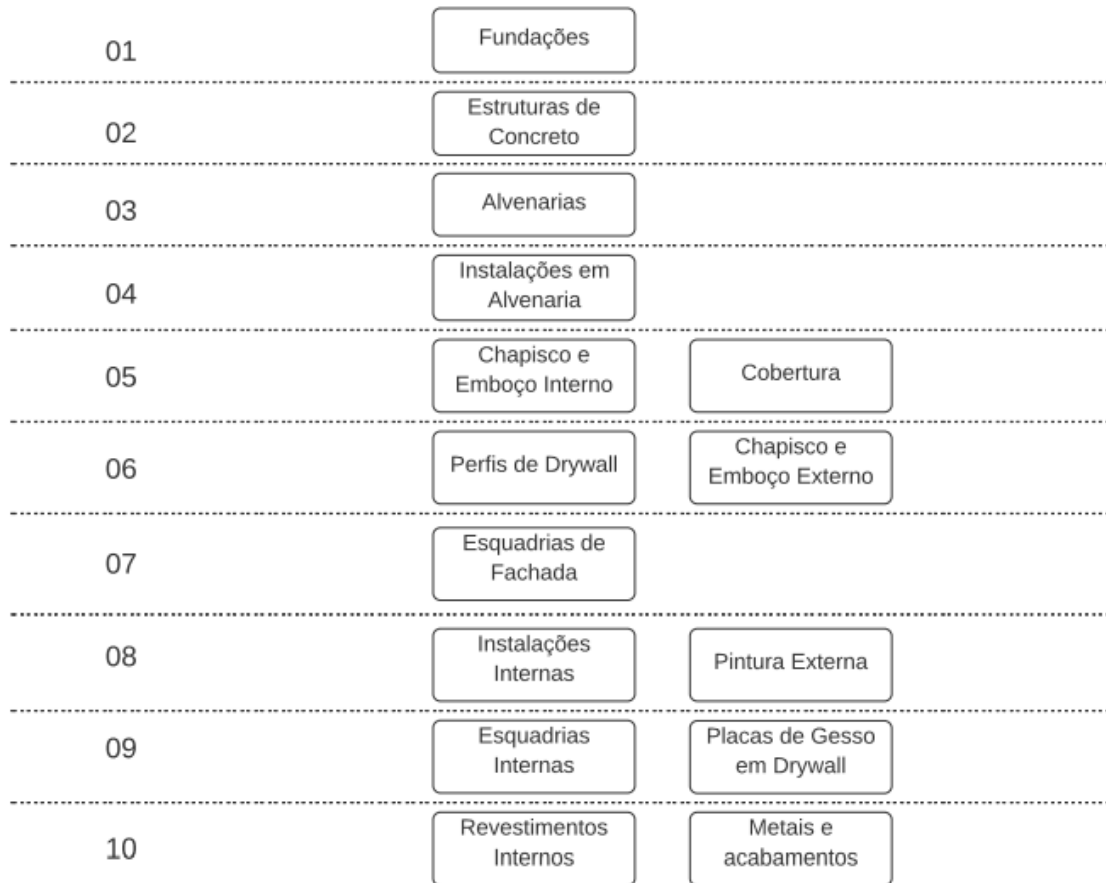 01
Fundações
02
Estruturas de
Concreto
03
Alvenarias
04
Instalações em
Alvenaria
05
Chapisco e
Emboço Interno
Cobertura
06
Perfis de Drywall
Chapisco e
Emboço Externo
07
Esquadrias de
Fachada
08
Instalações
Internas
Pintura Externa
09
Esquadrias
Internas
Placas de Gesso
em Drywall
10
Revestimentos
Internos
Metais e
acabamentos